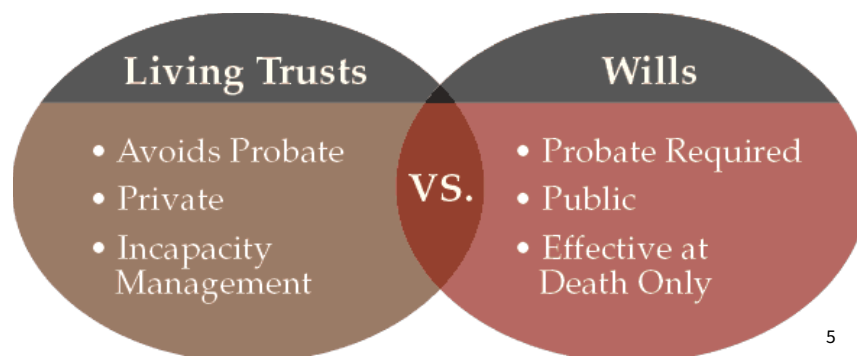 Living Trusts
• Avoids Probate
• Private
• Incapacity
Management
VS.
Wills
• Probate Required
• Public
• Effective at
Death Only
5